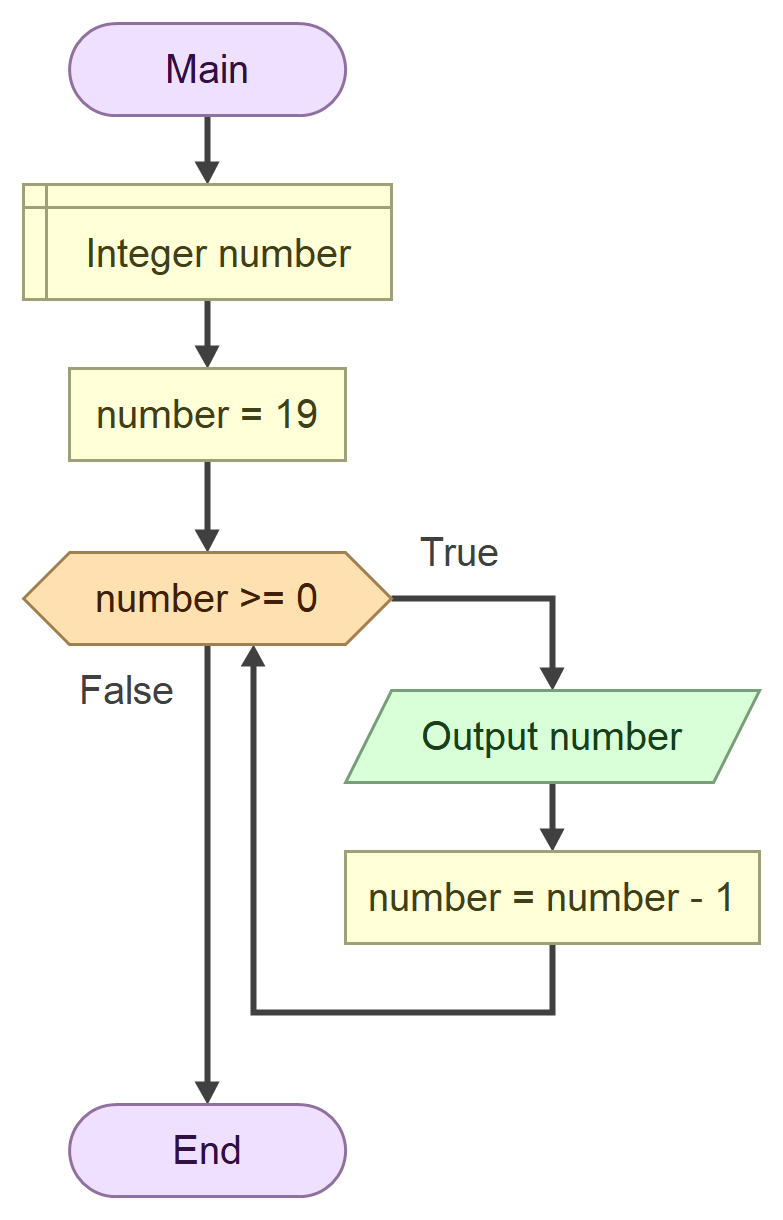 Main
Integer number
number = 19
number >= 0
True
False
Output number
number = number - 1
End